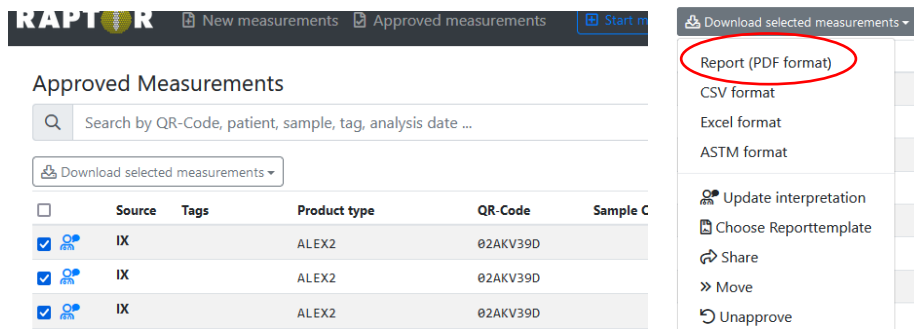 RAPTOR New measurements Approved measurements Start m
Approved Measurements
Search by QR-Code, patient, sample, tag, analysis date ...
Download selected measurements
Source Tags Product type QR-Code Sample C
IX ALEX2 02AKV39D
IX ALEX2 02AKV39D
IX ALEX2 02AKV39D
Download selected measurements
Report (PDF format)
CSV format
Excel format
ASTM format
Update interpretation
Choose Reporttemplate
Share
Move
Unapprove